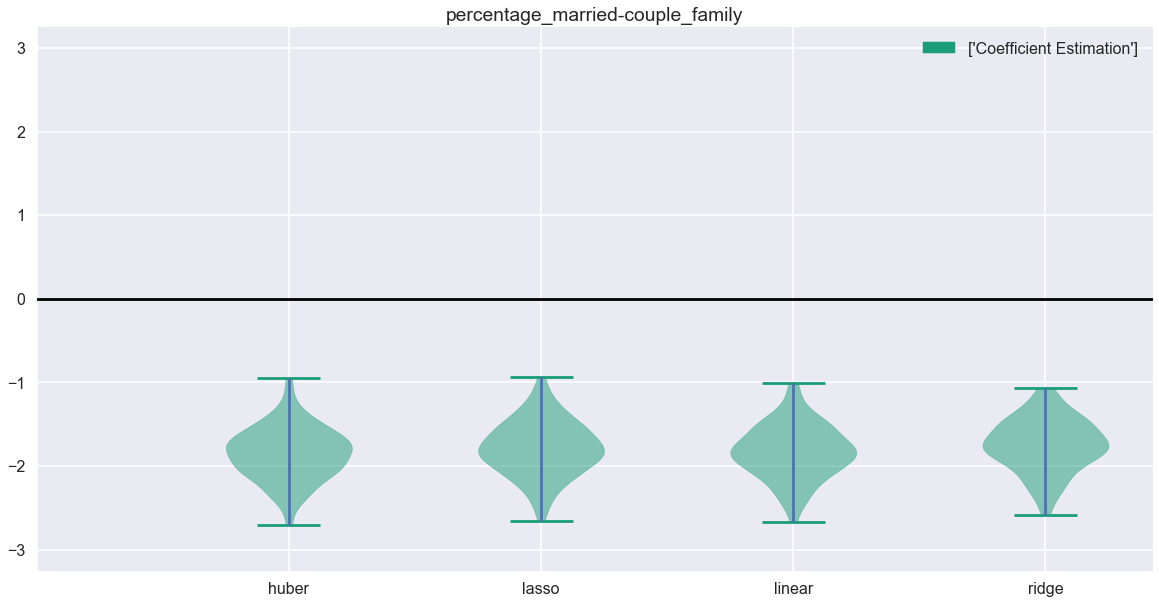 percentage_married-couple_family
['Coefficient Estimation']
3
2
1
0
−1
−2
−3
huber
lasso
linear
ridge